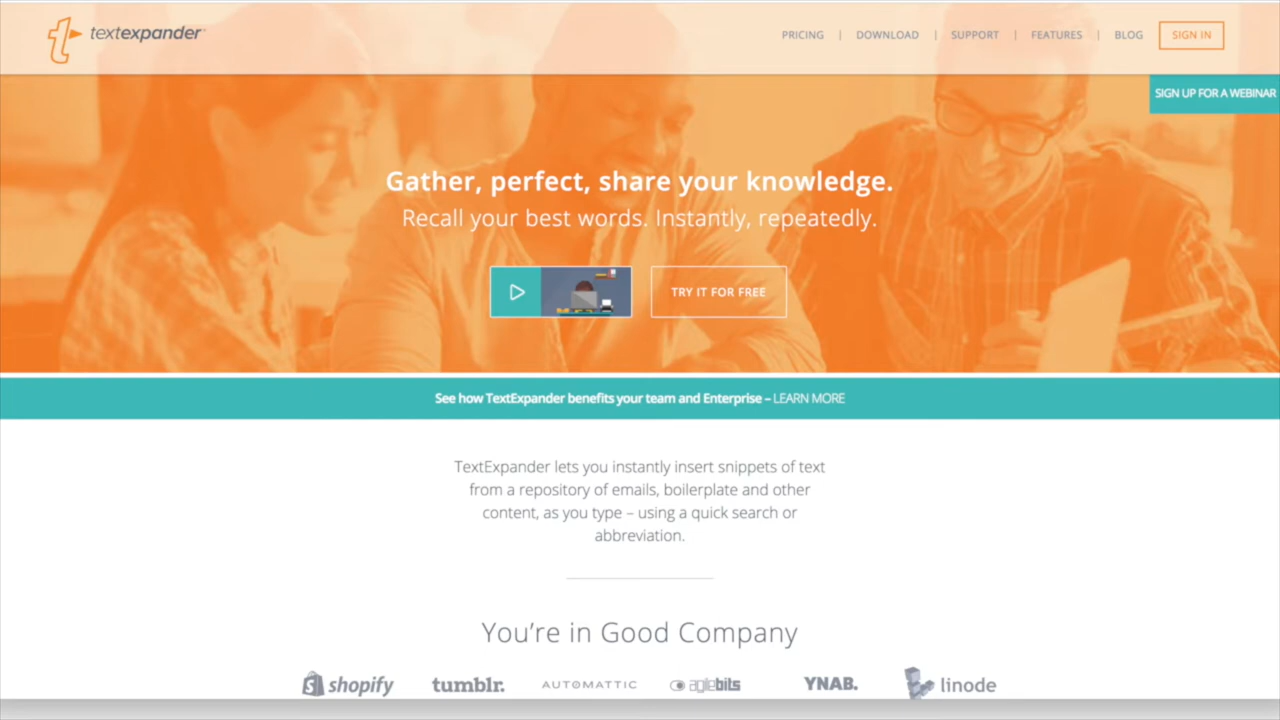 textexpander
PRICING | DOWNLOAD | SUPPORT | FEATURES | BLOG SIGN IN
SIGN UP FOR A WEBINAR
Gather, perfect, share your knowledge.
Recall your best words. Instantly, repeatedly.
TRY IT FOR FREE
See how TextExpander benefits your team and Enterprise – LEARN MORE
TextExpander lets you instantly insert snippets of text
from a repository of emails, boilerplate and other
content, as you type – using a quick search or
abbreviation.
You're in Good Company
shopify tumblr. AUTOMATTIC agilebits YNAB. linode